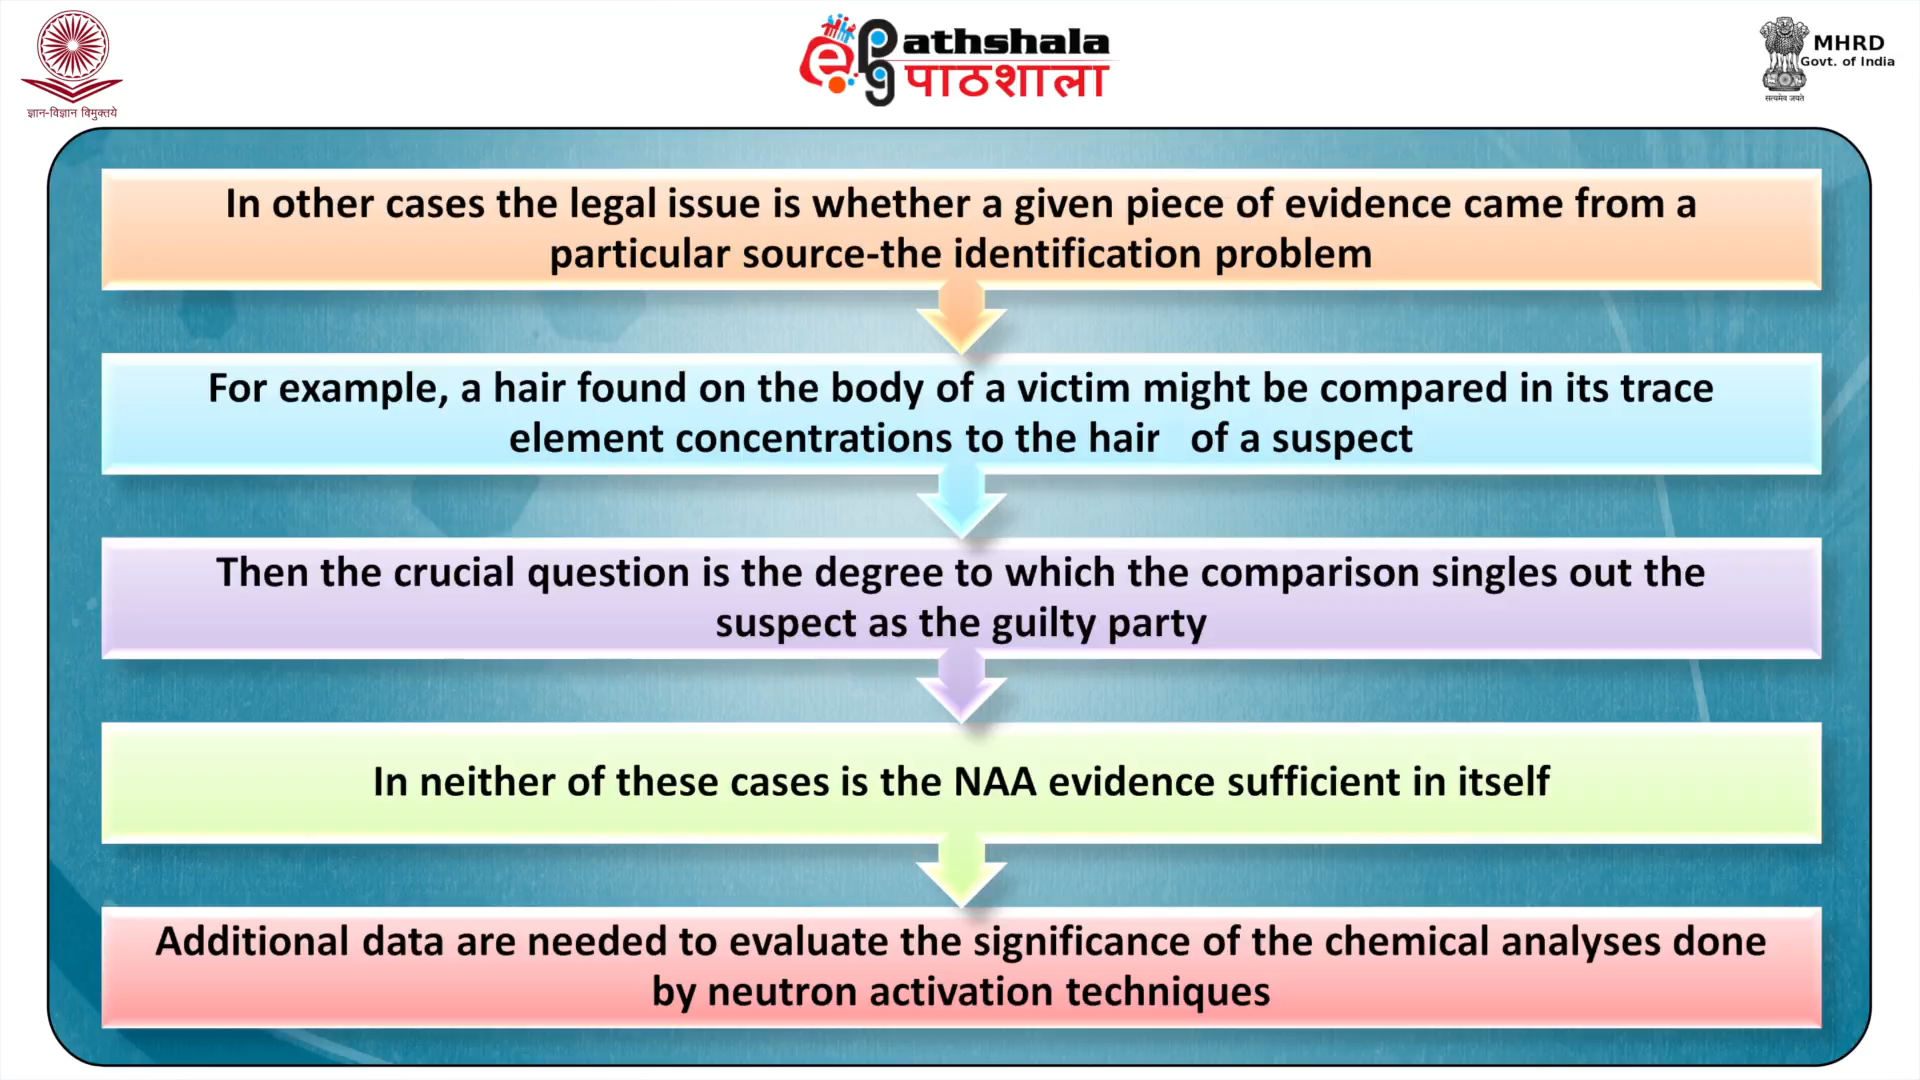 ज्ञान-विज्ञान विमुक्तये
e PG athshala
पाठशाला
MHRD
Govt. of India
सत्यमेव जयते
In other cases the legal issue is whether a given piece of evidence came from a
particular source-the identification problem
For example, a hair found on the body of a victim might be compared in its trace
element concentrations to the hair of a suspect
Then the crucial question is the degree to which the comparison singles out the
suspect as the guilty party
In neither of these cases is the NAA evidence sufficient in itself
Additional data are needed to evaluate the significance of the chemical analyses done
by neutron activation techniques